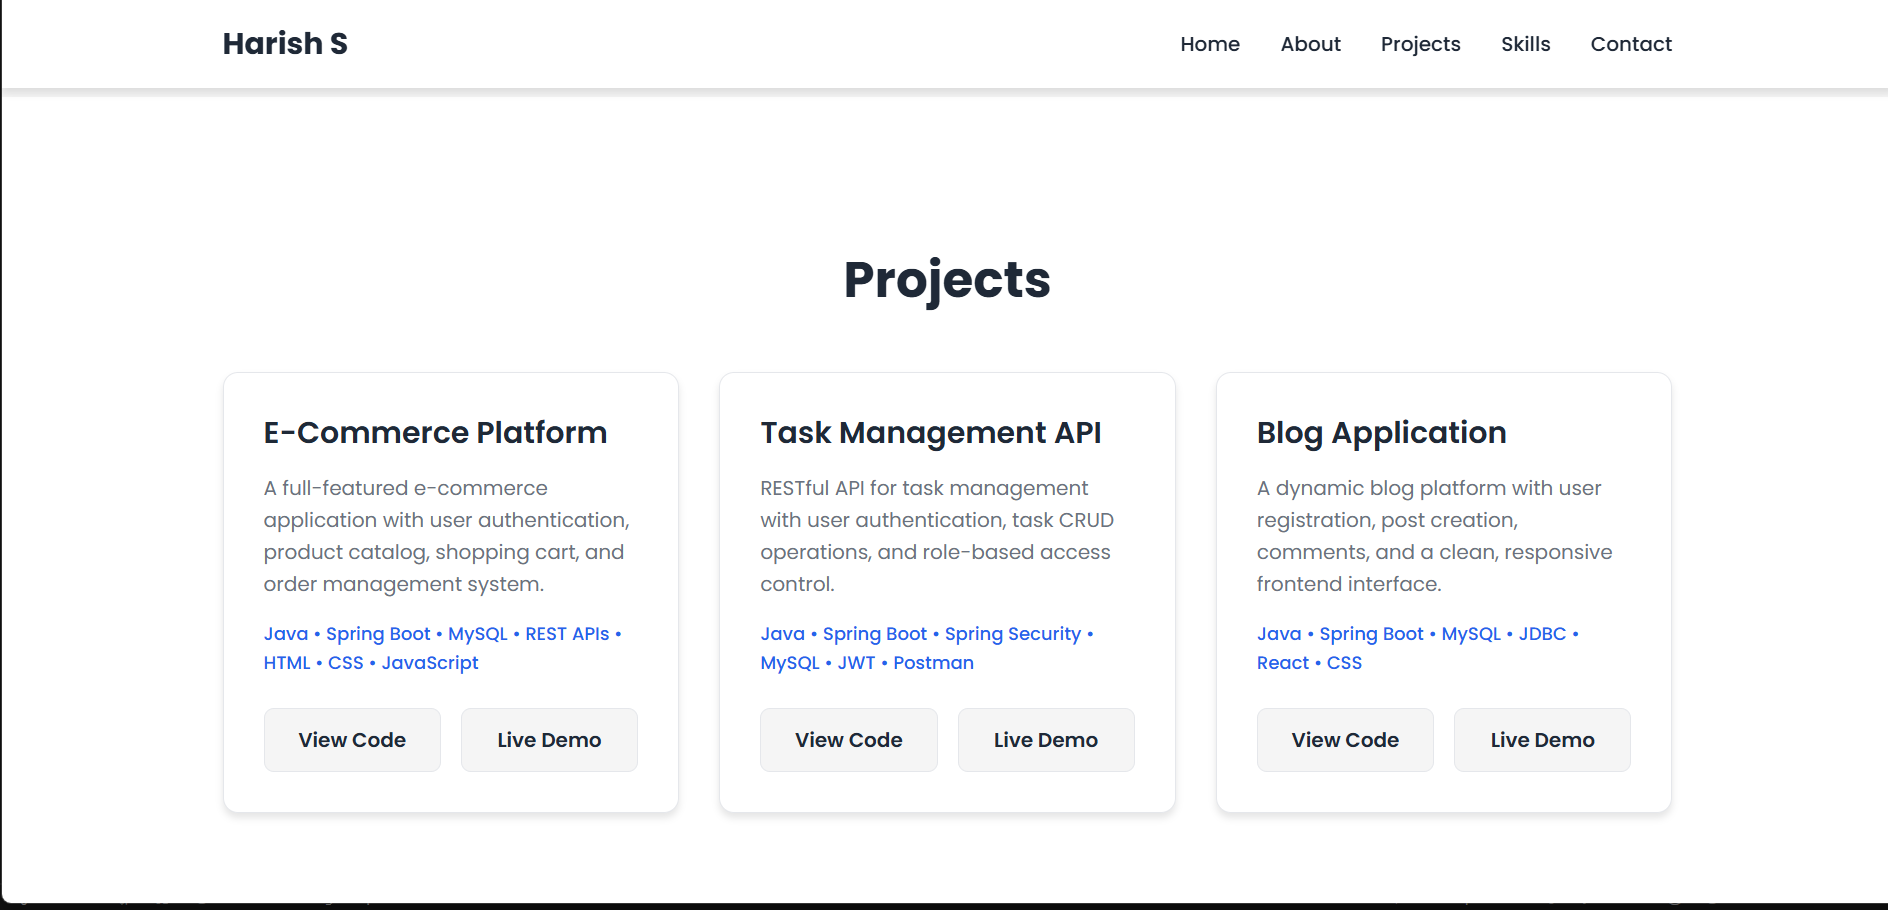 Harish S
Home About Projects Skills Contact
Projects
E-Commerce Platform
A full-featured e-commerce
application with user authentication,
product catalog, shopping cart, and
order management system.
Java • Spring Boot • MySQL • REST APIs •
HTML • CSS • JavaScript
View Code Live Demo
Task Management API
RESTful API for task management
with user authentication, task CRUD
operations, and role-based access
control.
Java • Spring Boot • Spring Security •
MySQL • JWT • Postman
View Code Live Demo
Blog Application
A dynamic blog platform with user
registration, post creation,
comments, and a clean, responsive
frontend interface.
Java • Spring Boot • MySQL • JDBC •
React • CSS
View Code Live Demo